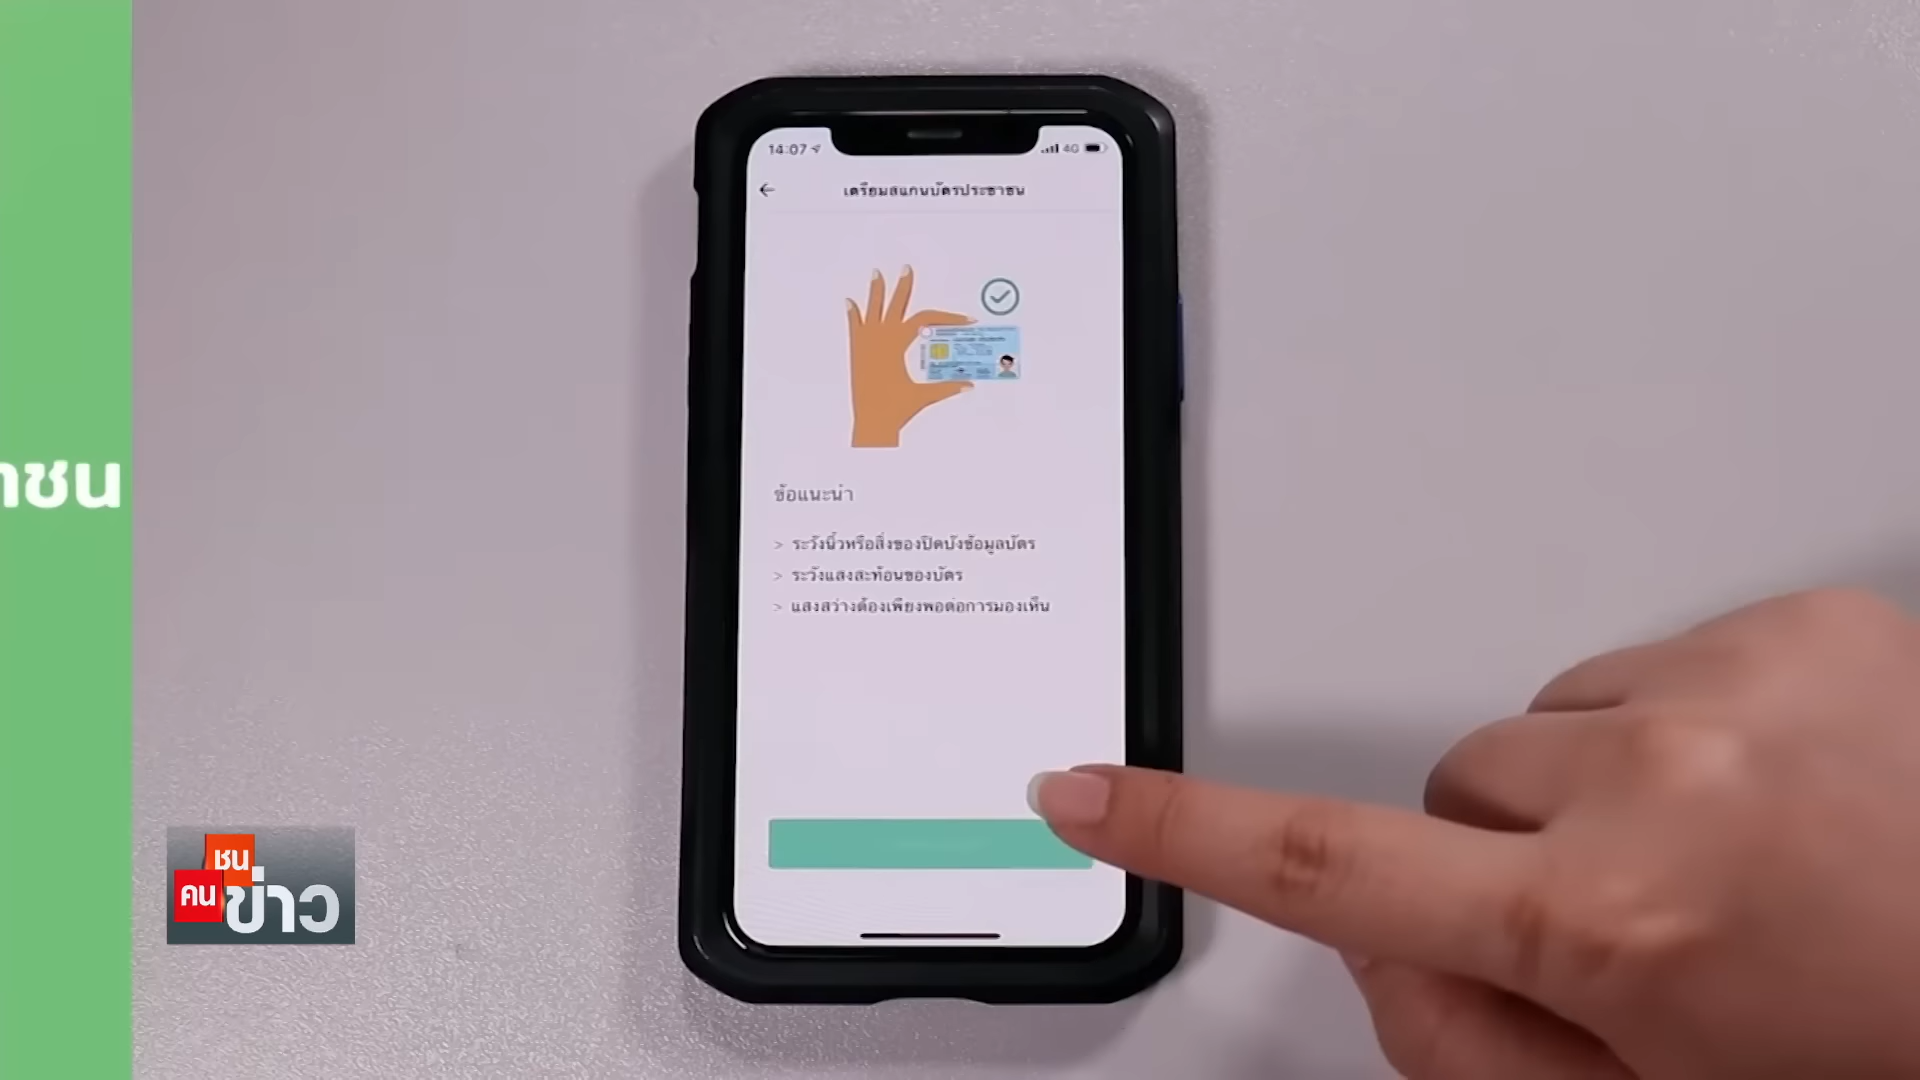 14:07
4G
เตรียมสแกนบัตรประชาชน
ข้อแนะนำ
> ระวังนิ้วหรือสิ่งของปิดบังข้อมูลบัตร
> ระวังแสงสะท้อนของบัตร
> แสงสว่างต้องเพียงพอต่อการมองเห็น
าชน
ชน
คน
ข่าว